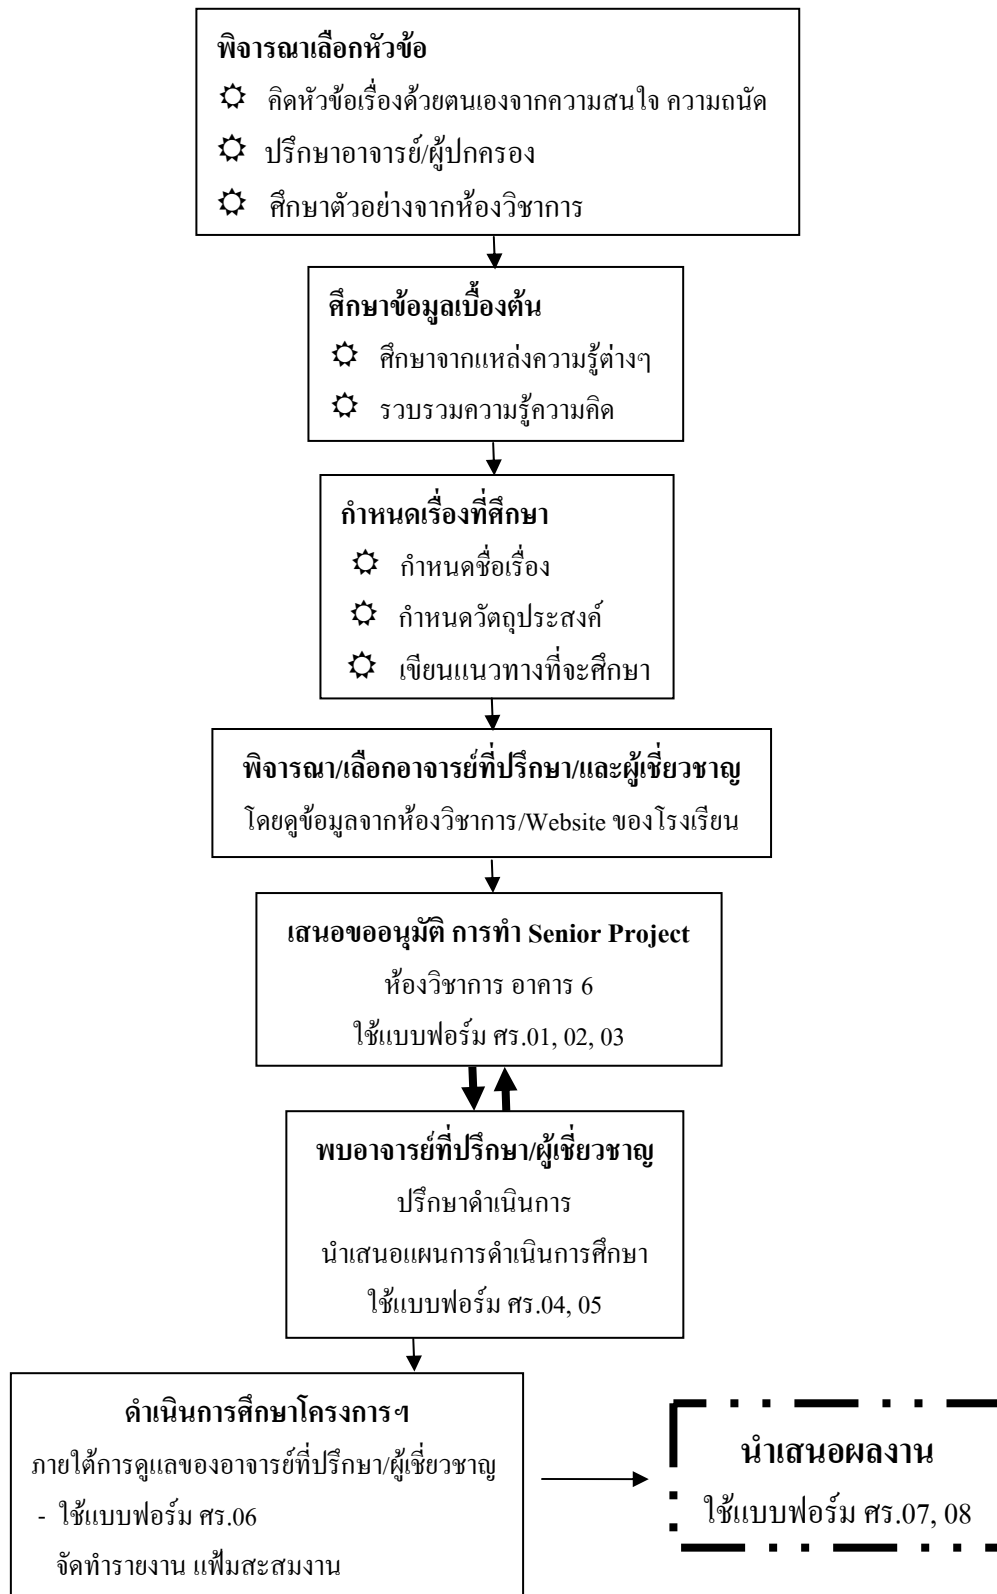 พิจารณาเลือกหัวข้อ
คิดหัวข้อเรื่องด้วยตนเองจากความสนใจ ความถนัด
ปรึกษาอาจารย์/ผู้ปกครอง
ศึกษาตัวอย่างจากห้องวิชาการ
ศึกษาข้อมูลเบื้องต้น
ศึกษาจากแหล่งความรู้ต่างๆ
รวบรวมความรู้ความคิด
กำหนดเรื่องที่ศึกษา
กำหนดชื่อเรื่อง
กำหนดวัตถุประสงค์
เขียนแนวทางที่จะศึกษา
พิจารณา/เลือกอาจารย์ที่ปรึกษา/และผู้เชี่ยวชาญ
โดยดูข้อมูลจากห้องวิชาการ/Website ของโรงเรียน
เสนอขออนุมัติ การทำ Senior Project
ห้องวิชาการ อาคาร 6
ใช้แบบฟอร์ม ศร.01, 02, 03
พบอาจารย์ที่ปรึกษา/ผู้เชี่ยวชาญ
ปรึกษาดำเนินการ
นำเสนอแผนการดำเนินการศึกษา
ใช้แบบฟอร์ม ศร.04, 05
ดำเนินการศึกษาโครงการฯ
ภายใต้การดูแลของอาจารย์ที่ปรึกษา/ผู้เชี่ยวชาญ
- ใช้แบบฟอร์ม ศร.06
จัดทำรายงาน แฟ้มสะสมงาน
นำเสนอผลงาน
ใช้แบบฟอร์ม ศร.07, 08